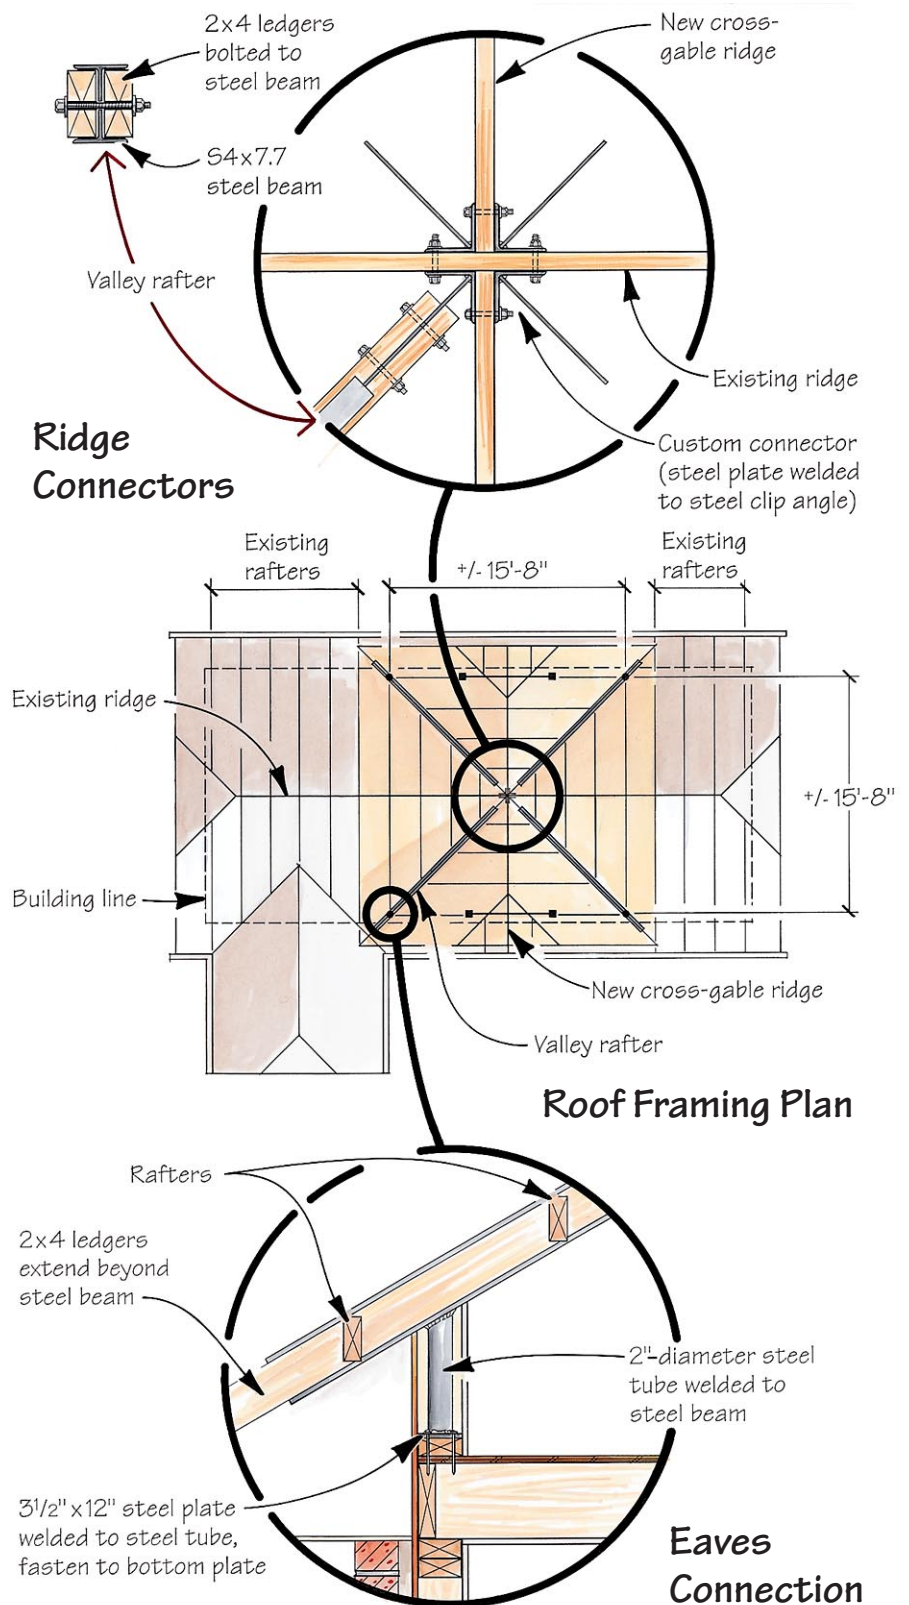 2x4 ledgers
bolted to
steel beam
New cross-
gable ridge
S4x7.7
steel beam
Valley rafter
Existing ridge
Ridge
Connectors
Custom connector
(steel plate welded
to steel clip angle)
Existing
rafters
+/- 15'-8"
Existing
rafters
Existing ridge
+/- 15'-8"
Building line
New cross-gable ridge
Valley rafter
Roof Framing Plan
Rafters
2x4 ledgers
extend beyond
steel beam
2"-diameter steel
tube welded to
steel beam
3 1/2" x 12" steel plate
welded to steel tube,
fasten to bottom plate
Eaves
Connection